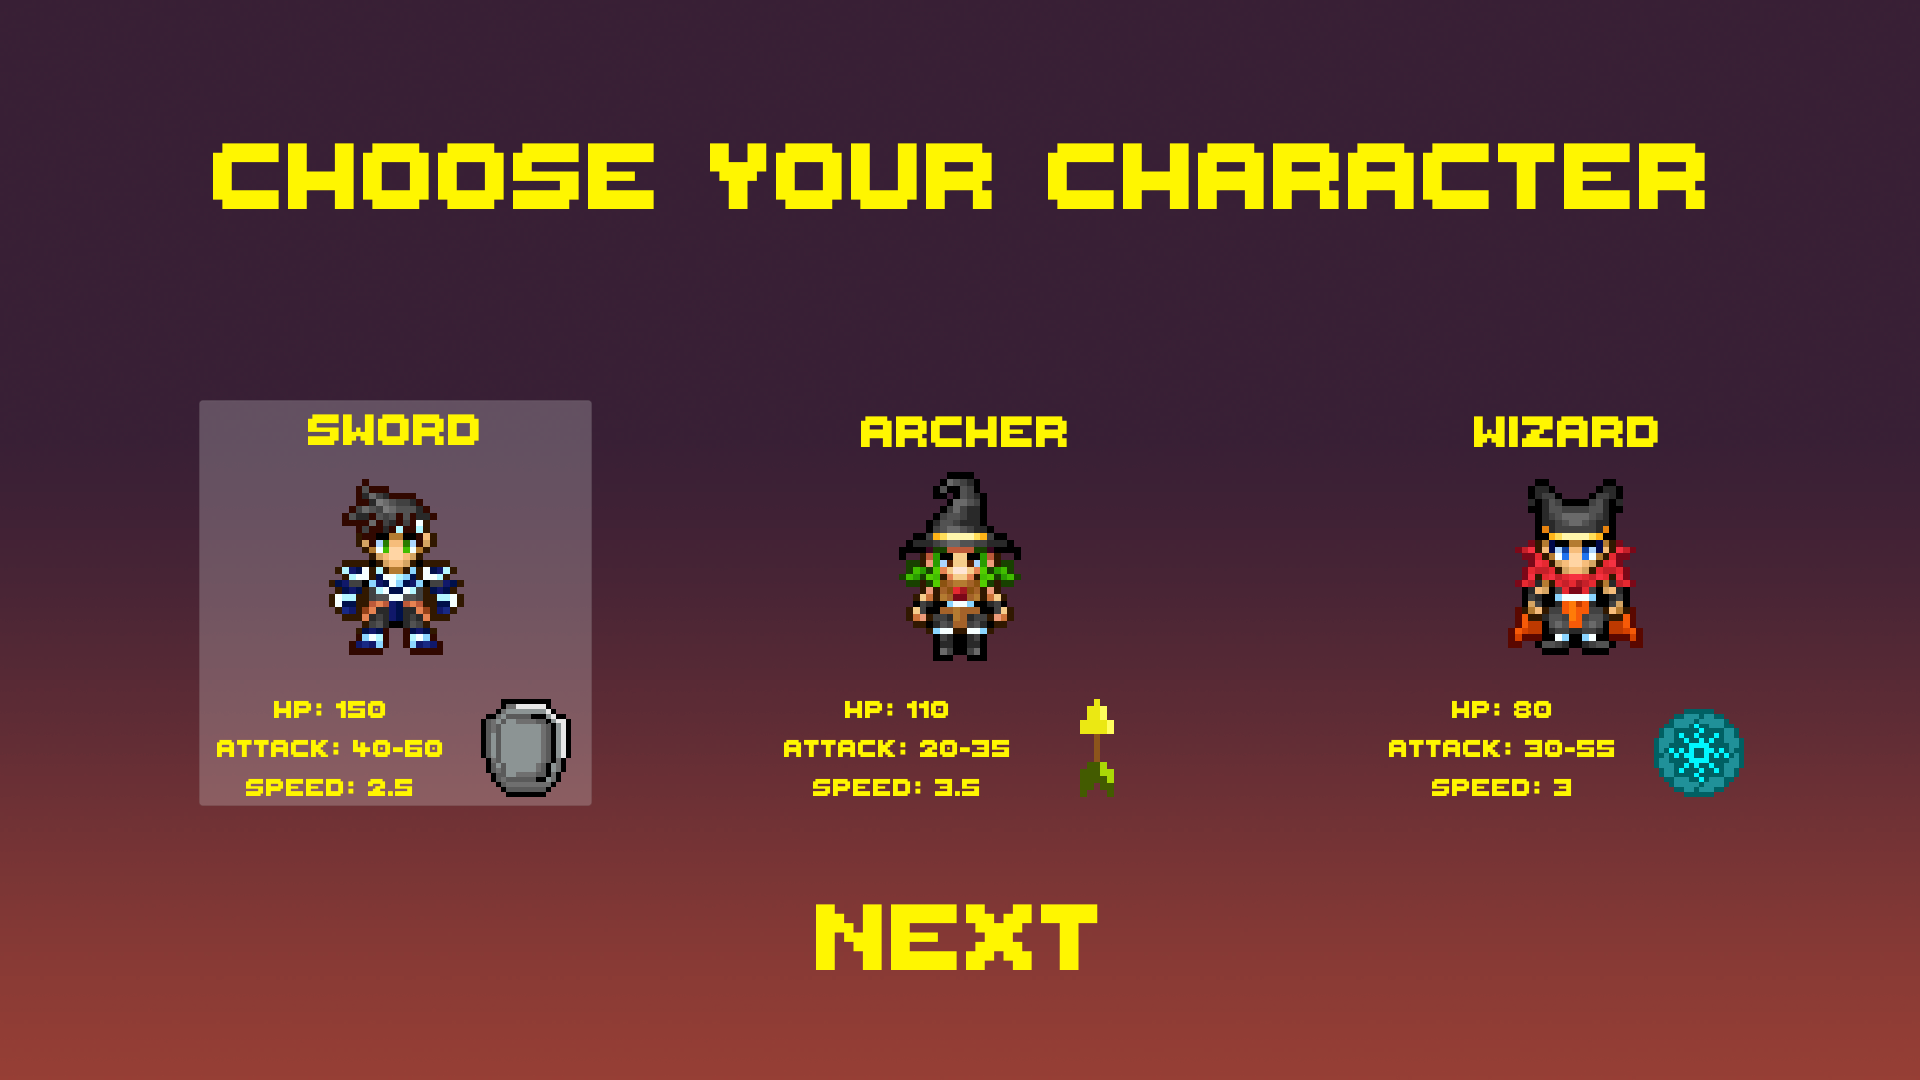 CHOOSE YOUR CHARACTER
SWORD
HP: 150
ATTACK: 40-60
SPEED: 2.5
ARCHER
HP: 110
ATTACK: 20-35
SPEED: 3.5
WIZARD
HP: 80
ATTACK: 30-55
SPEED: 3
NEXT